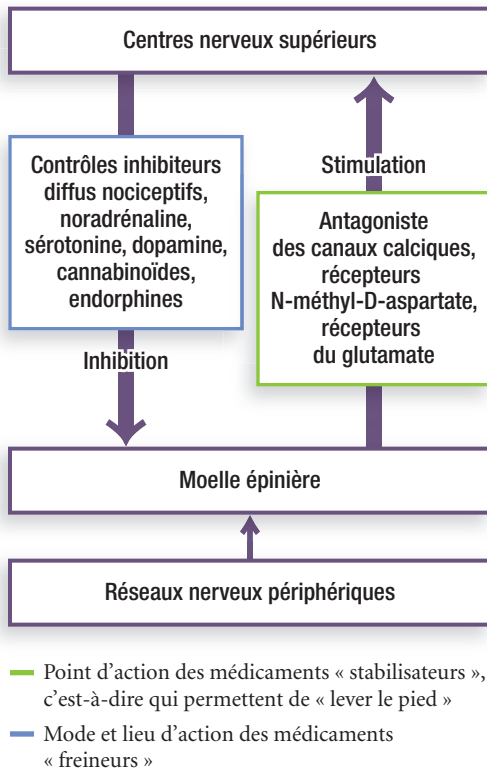 Centres nerveux supérieurs
Contrôles inhibiteurs
diffus nociceptifs,
noradrénaline,
sérotonine, dopamine,
cannabinoïdes,
endorphines
Inhibition
Stimulation
Antagoniste
des canaux calciques,
récepteurs
N-méthyl-D-aspartate,
récepteurs
du glutamate
Moelle épinière
Réseaux nerveux périphériques
Point d’action des médicaments « stabilisateurs »,
c’est-à-dire qui permettent de « lever le pied »
Mode et lieu d’action des médicaments
« freineurs »